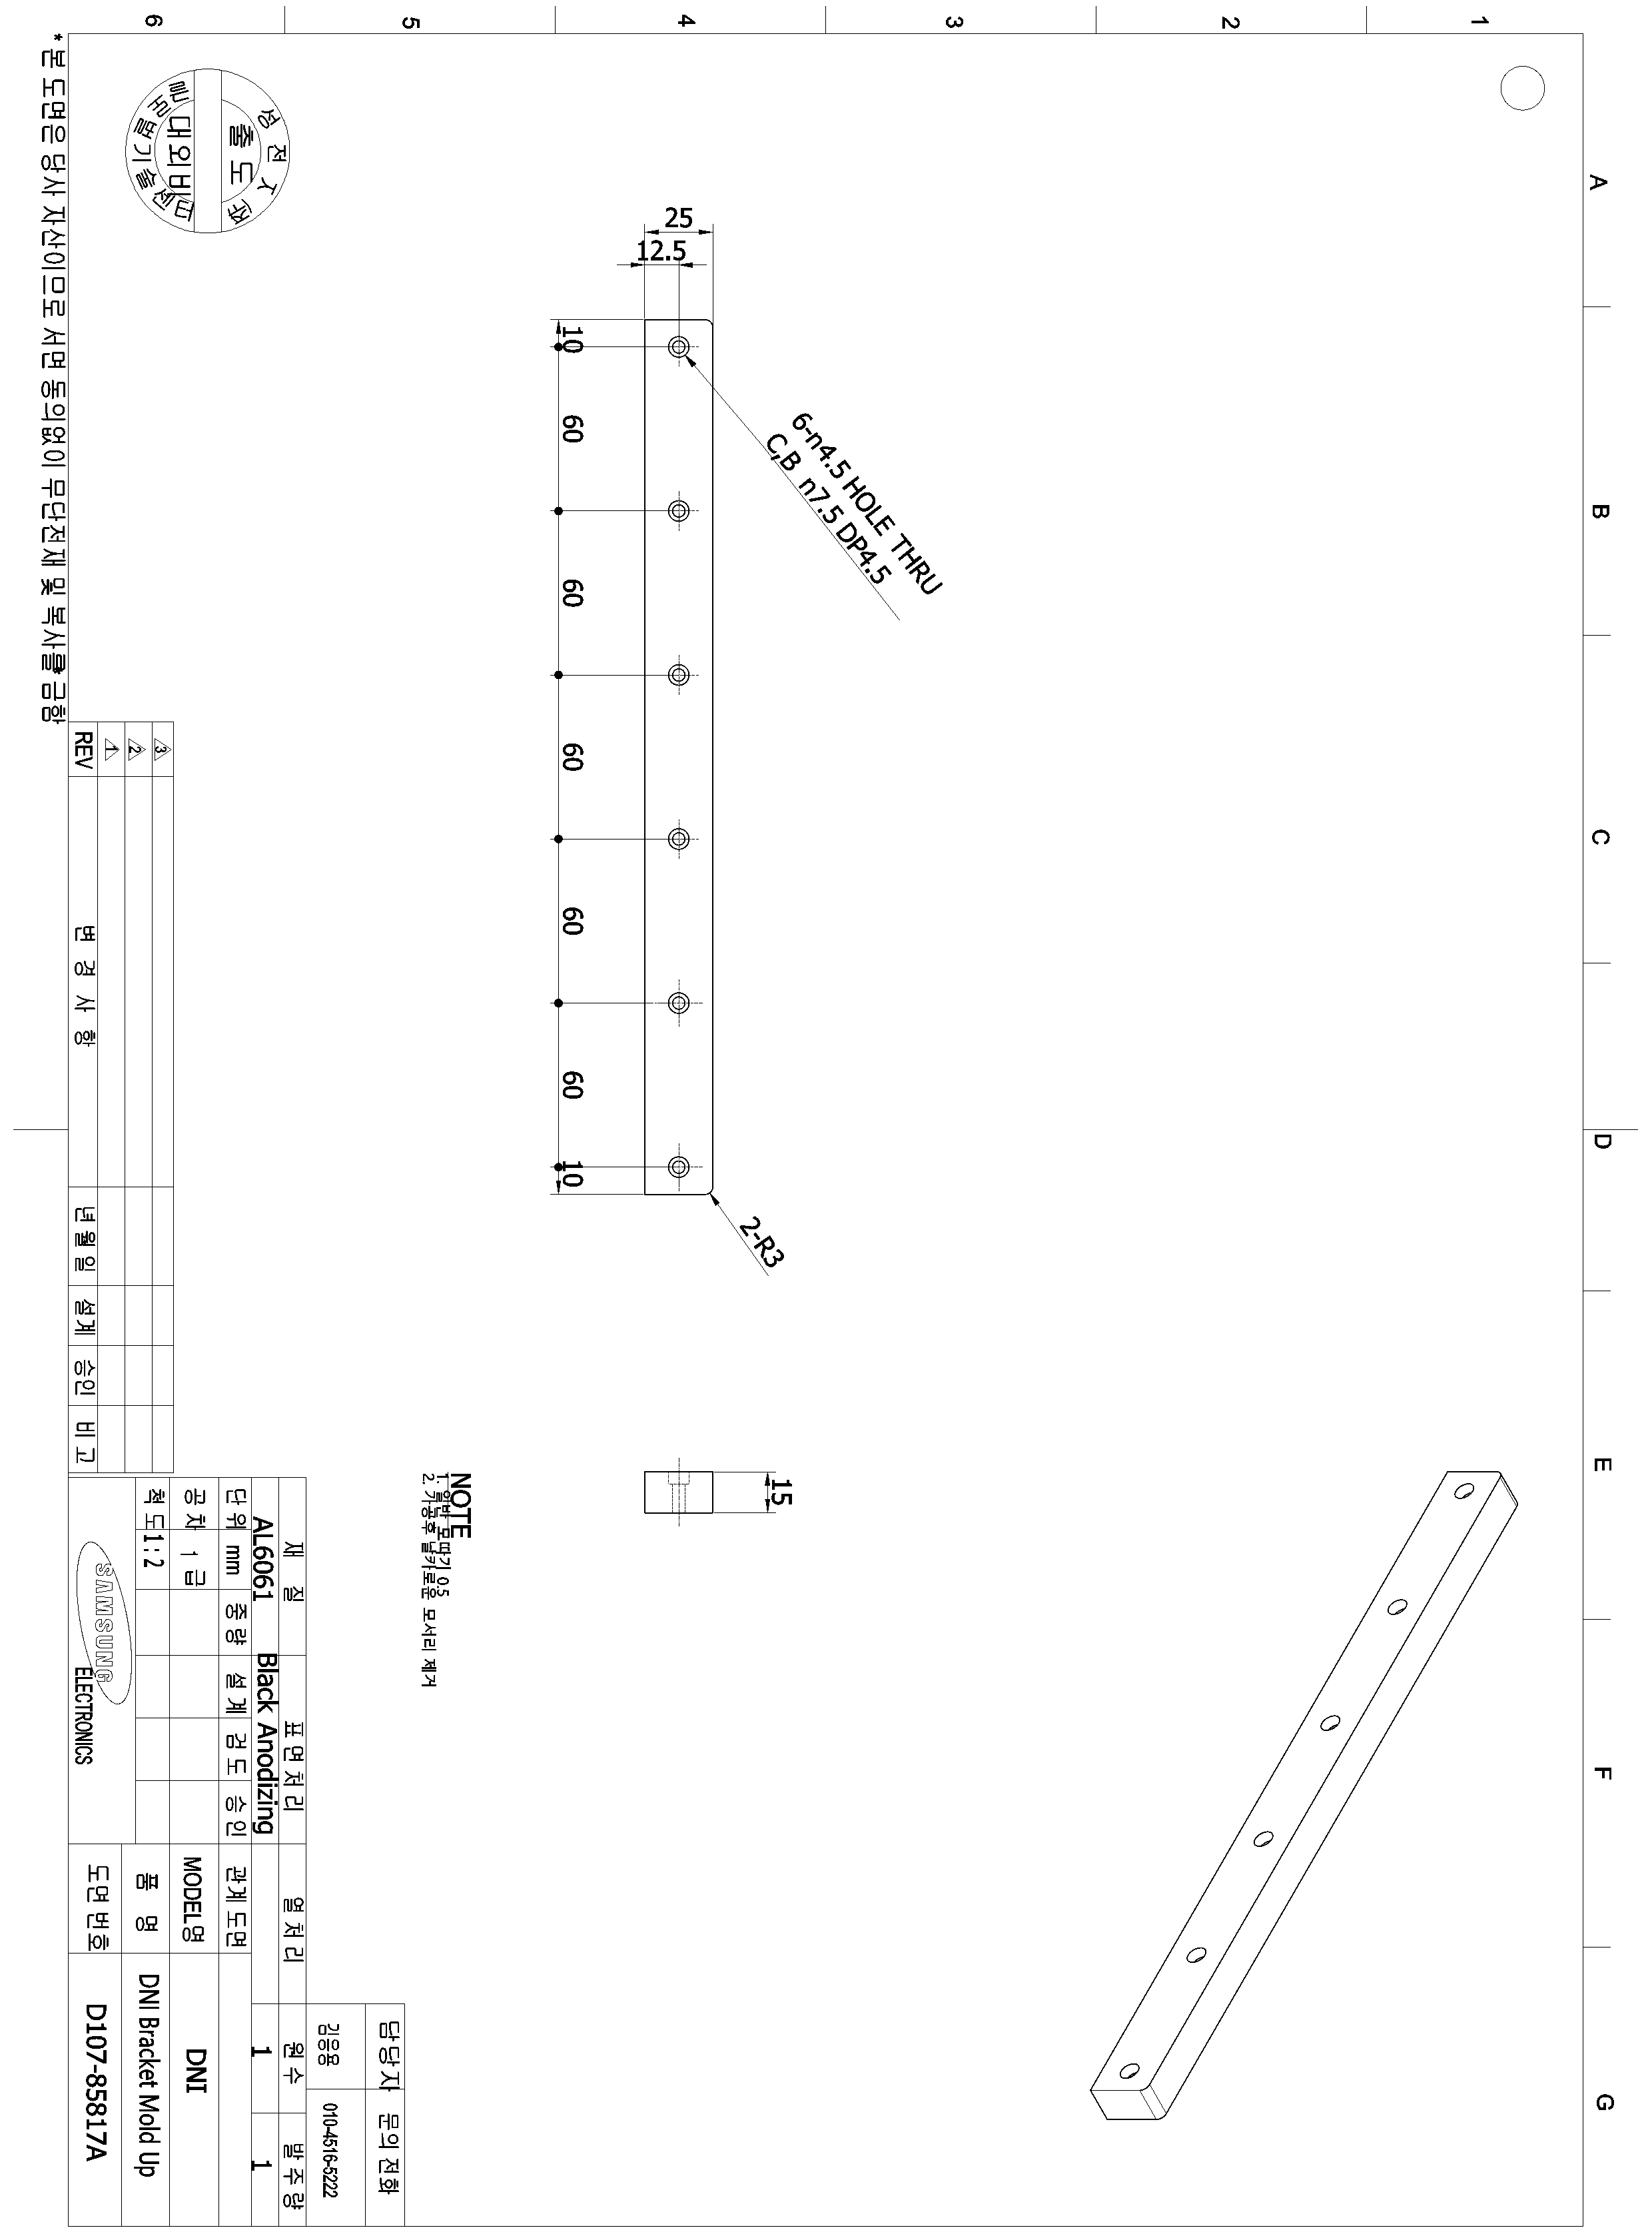 6
5
4
3
2
1
A
B
C
D
E
F
G
* 본 도면은 당사 자산이므로 서면 동의없이 무단전재 및 복사를 금함
출도
대외비
25
12.5
10
60
60
60
60
60
10
6-n4.5 HOLE THRU
C,B n7.5 DP4.5
2-R3
15
NOTE
1. 일반 모따기 0.5
2. 가공후 날카로운 모서리 제거
3
2
1
REV
변 경 사 항
년월일
설계
승인
비고
담당자
문의 전화
김응용
010-4516-5222
재 질
표면처리
열처리
원수
발주량
AL6061
Black Anodizing
1
1
단위
mm
중량
설계
검도
승인
관계도면
공차
1 급
MODEL명
DNI
척도
1:2
품 명
DNI Bracket Mold Up
SAMSUNG
ELECTRONICS
도면번호
D107-85817A